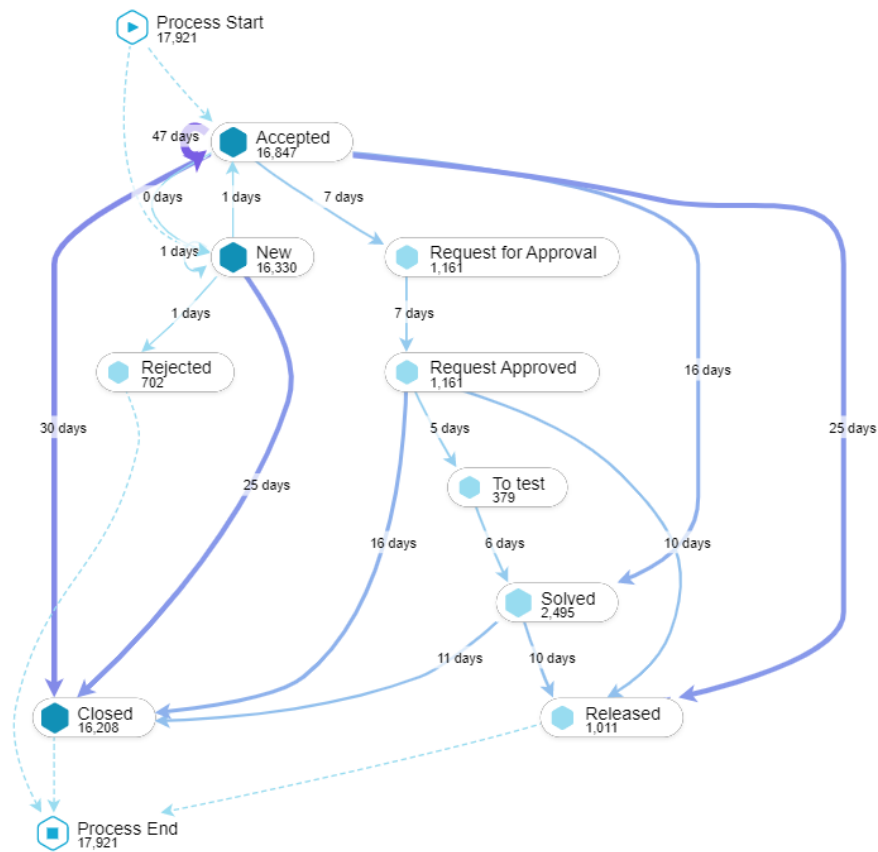 Process Start
17,921
47 days
Accepted
16,847
0 days
1 days
7 days
1 days
New
16,330
Request for Approval
1,161
1 days
7 days
Rejected
702
Request Approved
1,161
16 days
30 days
5 days
25 days
25 days
To test
379
16 days
6 days
10 days
Solved
2,495
11 days
10 days
Closed
16,208
Released
1,011
Process End
17,921